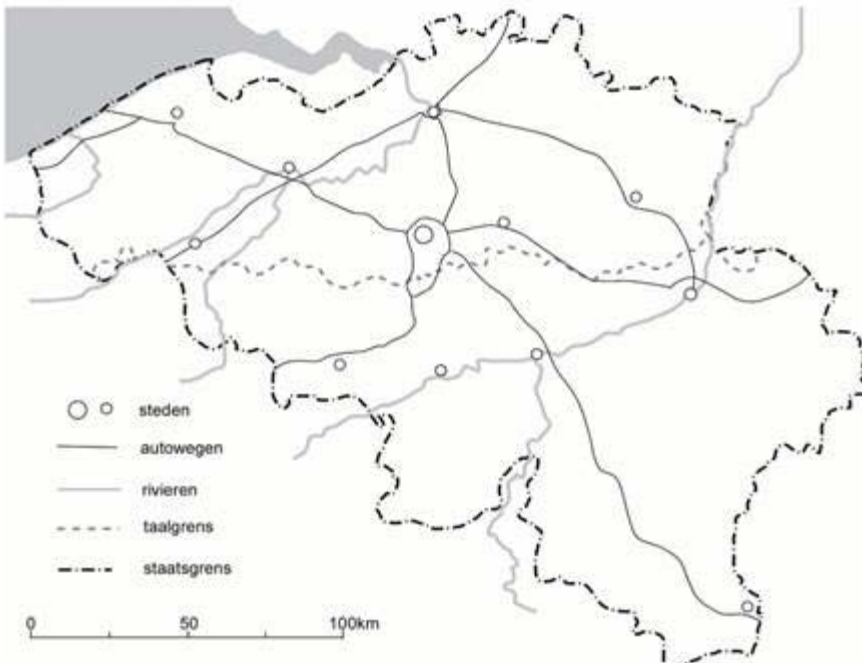 steden
autowegen
rivieren
taalgrens
staatsgrens
0 50 100km